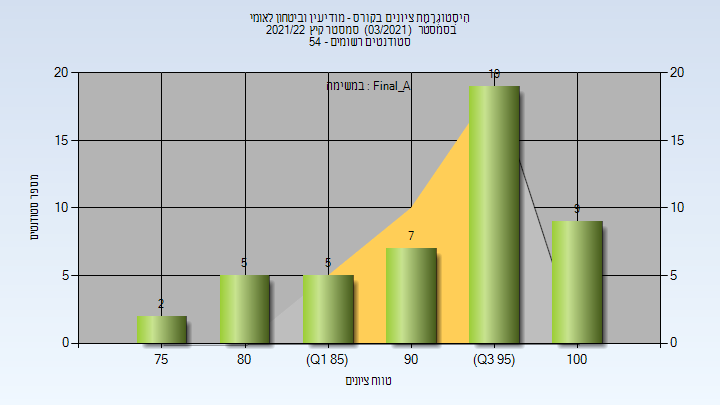 היסטוגרמת ציונים בקורס - מודיעין וביטחון לאומי
בסמסטר (03/2021) סמסטר קיץ 2021/22
סטודנטים רשומים - 54
במשימה : Final_A
20
15
10
5
0
20
15
10
5
0
מספר סטודנטים
2
5
5
7
19
9
75
80
(Q1 85)
90
(Q3 95)
100
טווח ציונים